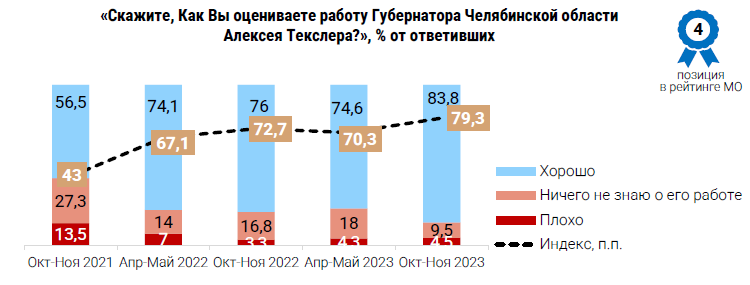 «Скажите, Как Вы оцениваете работу Губернатора Челябинской области
Алексея Текслера?», % от ответивших
4
позиция
в рейтинге МО
56,5
74,1
76
74,6
83,8
79,3
72,7
70,3
67,1
43
27,3
14
16,8
18
9,5
13,5
7
3,3
4,3
4,5
Хорошо
Ничего не знаю о его работе
Плохо
Индекс, п.п.
Окт-Ноя 2021
Апр-Май 2022
Окт-Ноя 2022
Апр-Май 2023
Окт-Ноя 2023